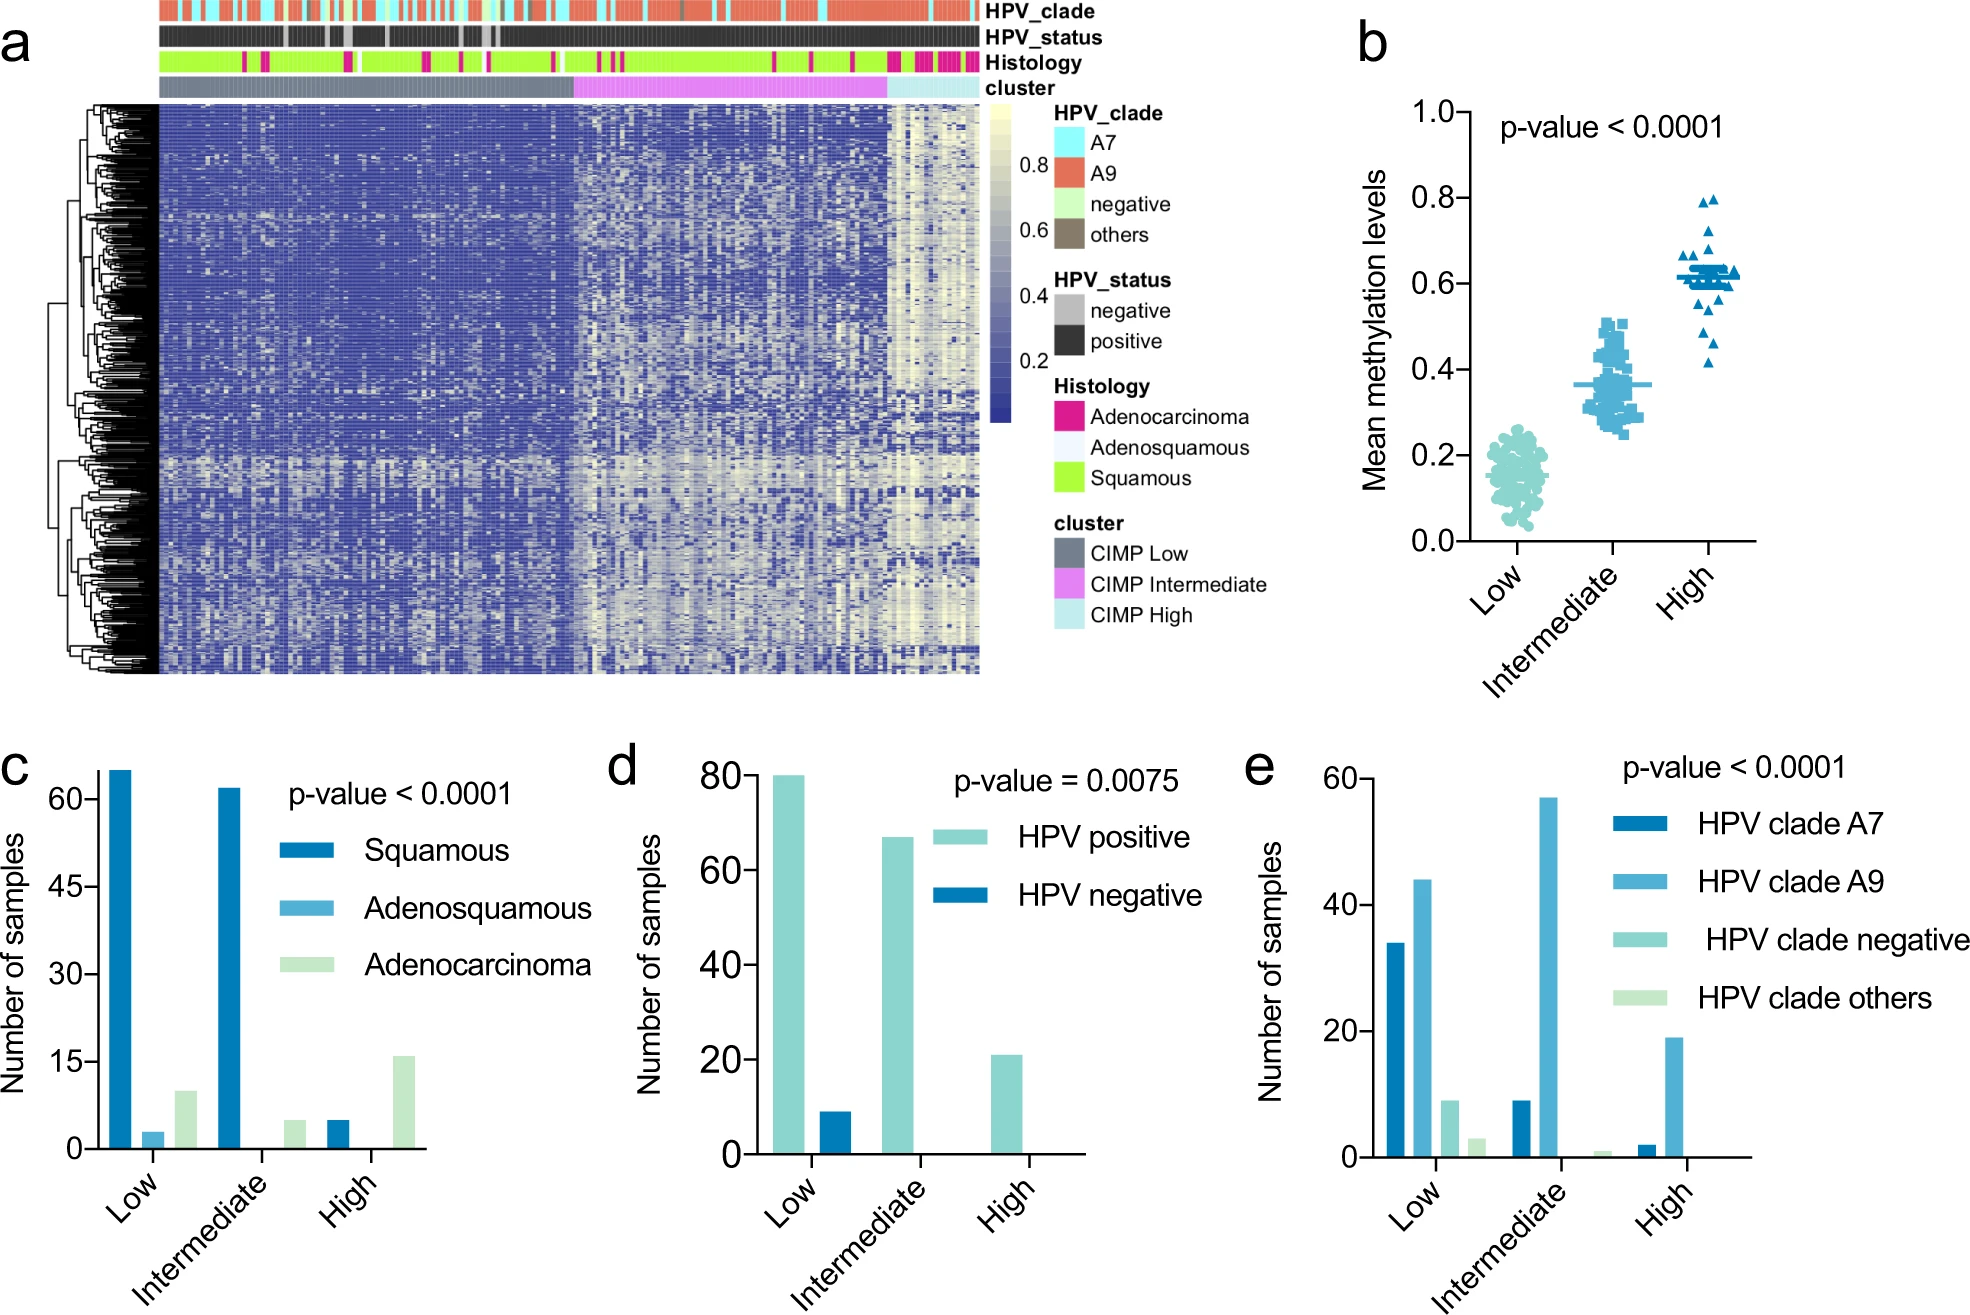 a
HPV_clade
HPV_status
Histology
cluster
0.8
0.6
0.4
0.2
HPV_clade
A7
A9
negative
others
HPV_status
negative
positive
Histology
Adenocarcinoma
Adenosquamous
Squamous
cluster
CIMP Low
CIMP Intermediate
CIMP High
b
p-value < 0.0001
Mean methylation levels
1.0
0.8
0.6
0.4
0.2
0.0
Low
Intermediate
High
c
p-value < 0.0001
Number of samples
60
45
30
15
0
Squamous
Adenosquamous
Adenocarcinoma
Low
Intermediate
High
d
p-value = 0.0075
Number of samples
80
60
40
20
0
HPV positive
HPV negative
Low
Intermediate
High
e
p-value < 0.0001
Number of samples
60
40
20
0
HPV clade A7
HPV clade A9
HPV clade negative
HPV clade others
Low
Intermediate
High